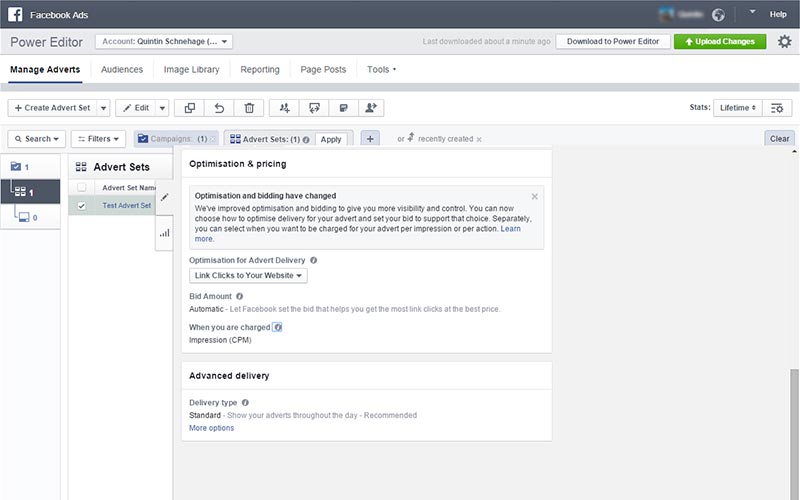 Facebook Ads
Help
Power Editor
Account: Quintin Schnehage (...
Last downloaded about a minute ago
Download to Power Editor
Upload Changes
Manage Adverts
Audiences
Image Library
Reporting
Page Posts
Tools
+ Create Advert Set
Edit
Stats:
Lifetime
Search
Filters
Campaigns: (1)
Advert Sets: (1)
Apply
+
or
recently created
Clear
1
1
0
Advert Sets
Advert Set Name
Test Advert Set
Optimisation & pricing
Optimisation and bidding have changed
We've improved optimisation and bidding to give you more visibility and control. You can now
choose how to optimise delivery for your advert and set your bid to support that choice. Separately,
you can select when you want to be charged for your advert per impression or per action. Learn
more.
Optimisation for Advert Delivery
Link Clicks to Your Website
Bid Amount
Automatic - Let Facebook set the bid that helps you get the most link clicks at the best price.
When you are charged
Impression (CPM)
Advanced delivery
Delivery type
Standard - Show your adverts throughout the day - Recommended
More options